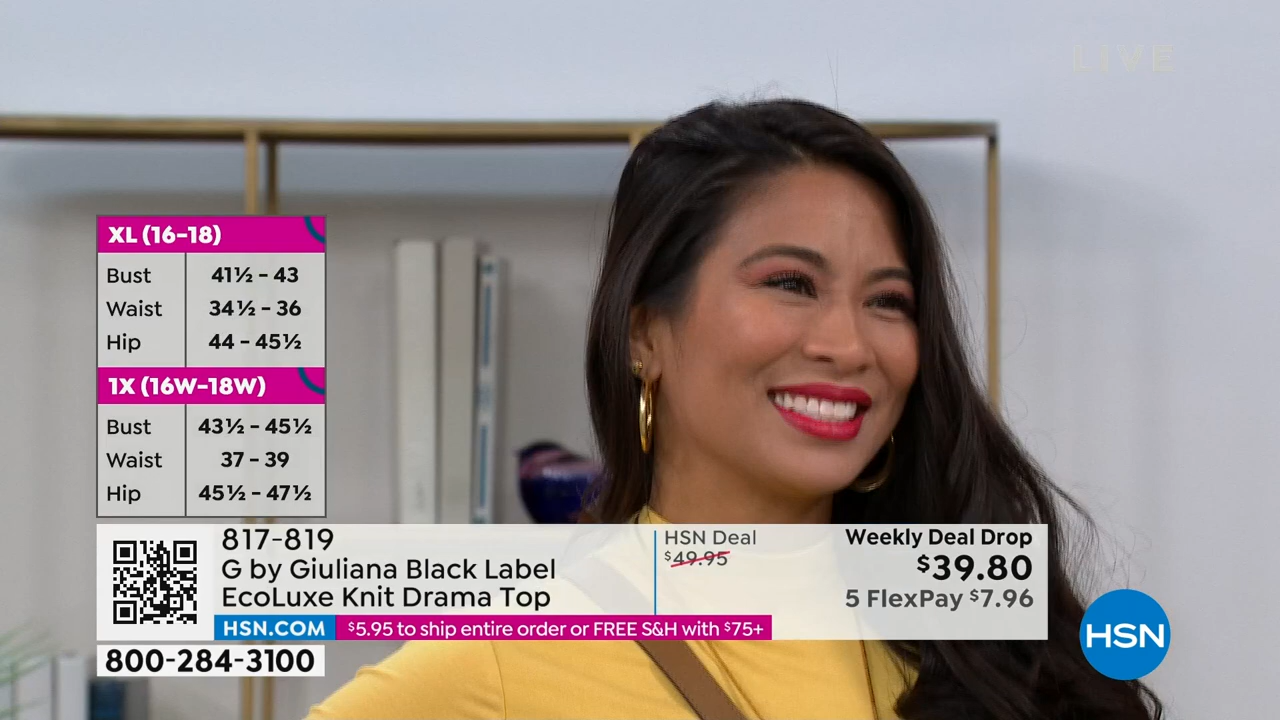 LIVE
XL (16-18)
Bust 41½ - 43
Waist 34½ - 36
Hip 44 - 45½
1X (16W-18W)
Bust 43½ - 45½
Waist 37 - 39
Hip 45½ - 47½
817-819
G by Giuliana Black Label
EcoLuxe Knit Drama Top
HSN Deal
$49.95
Weekly Deal Drop
$39.80
5 FlexPay $7.96
HSN.COM $5.95 to ship entire order or FREE S&H with $75+
800-284-3100
HSN